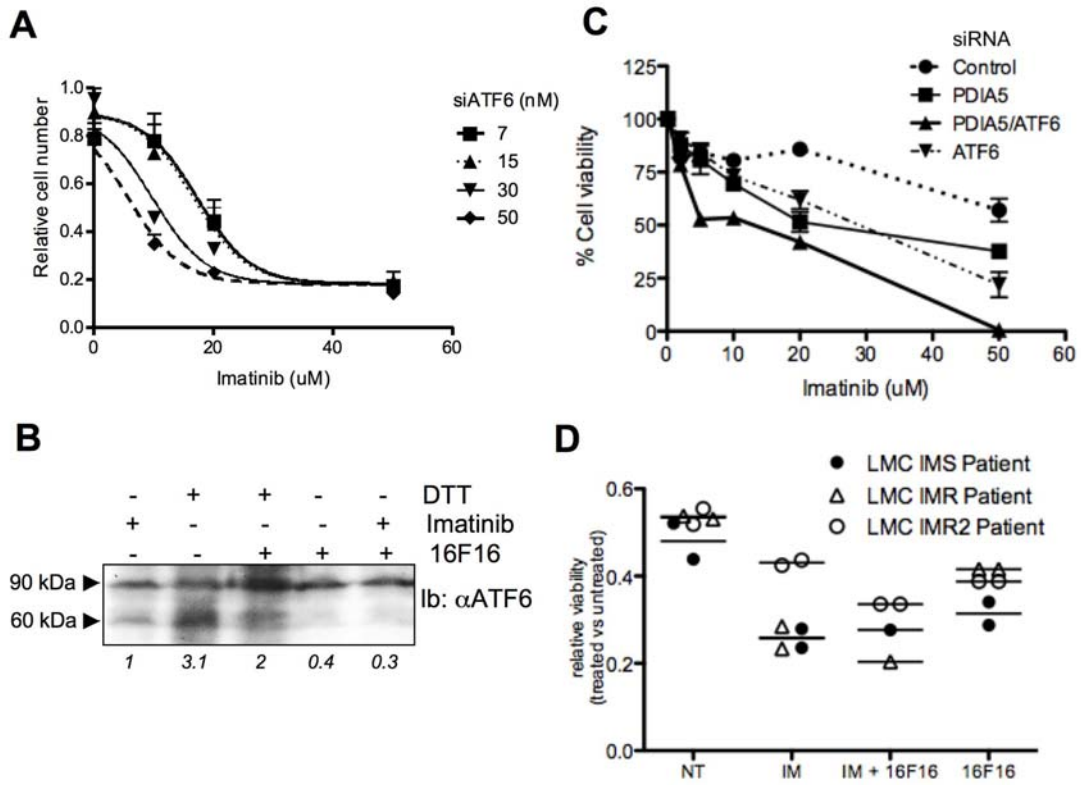 A
Relative cell number
1.0
0.8
0.6
0.4
0.2
0.0
0 20 40 60
Imatinib (uM)
siATF6 (nM)
7
15
30
50
C
% Cell viability
125
100
75
50
25
0
0 10 20 30 40 50 60
Imatinib (uM)
siRNA
Control
PDIA5
PDIA5/ATF6
ATF6
B
- + + - - DTT
+ - - - + Imatinib
- - + + + 16F16
90 kDa
60 kDa
Ib: αATF6
1 3.1 2 0.4 0.3
D
relative viability
(treated vs untreated)
0.6
0.4
0.2
0.0
NT IM IM + 16F16 16F16
LMC IMS Patient
LMC IMR Patient
LMC IMR2 Patient